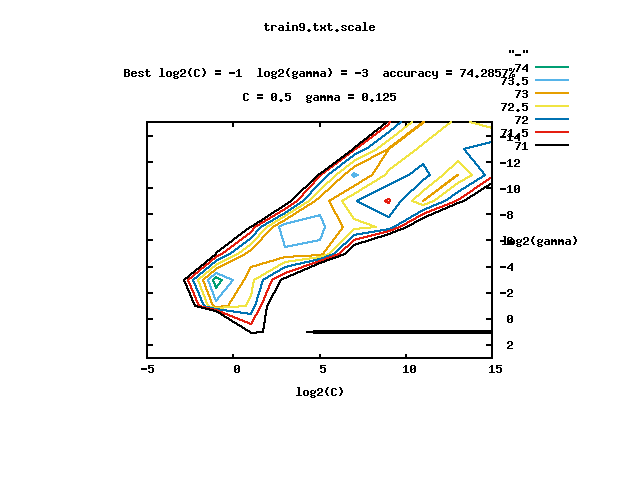 train9.txt.scale
Best log2(C) = -1  log2(gamma) = -3  accuracy = 74.2857%
C = 0.5  gamma = 0.125
"-"
74
73.5
73
72.5
72
71.5
71
-14
-12
-10
-8
-6
-4
-2
0
2
log2(gamma)
-5 0 5 10 15
log2(C)